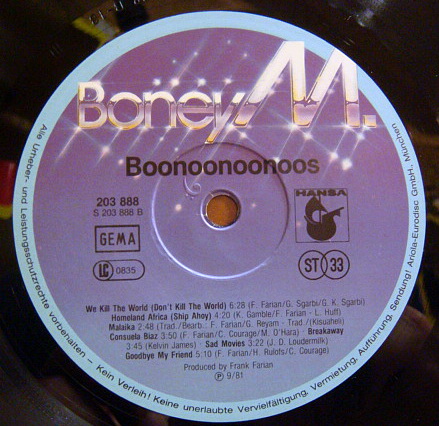 Boney M.
Boonoonoonoos
203 888
S 203 888 B
GEMA
LC 0835
HANSA
ST 33
We Kill The World (Don't Kill The World) 6:28 (F. Farian/G. Sgarbi/G. K. Sgarbi)
Homeland Africa (Ship Ahoy) 4:20 (K. Gamble/F. Farian - L. Huff)
Malaika 2:48 (Trad./Bearb.: F. Farian/G. Reyam - Trad./(Kisuaheli)
Consuela Biaz 3:50 (F. Farian/C. Courage/M. O'Hara) · Breakaway
3:45 (Kelvin James) · Sad Movies 3:22 (J. D. Loudermilk)
Goodbye My Friend 5:10 (F. Farian/H. Rulofs/C. Courage)
Produced by Frank Farian
Ⓟ 9/81
Alle Urheber- und Leistungsschutzrechte vorbehalten – Kein Verleih! Keine unerlaubte Vervielfältigung, Vermietung, Aufführung, Sendung! Ariola-Eurodisc GmbH., München